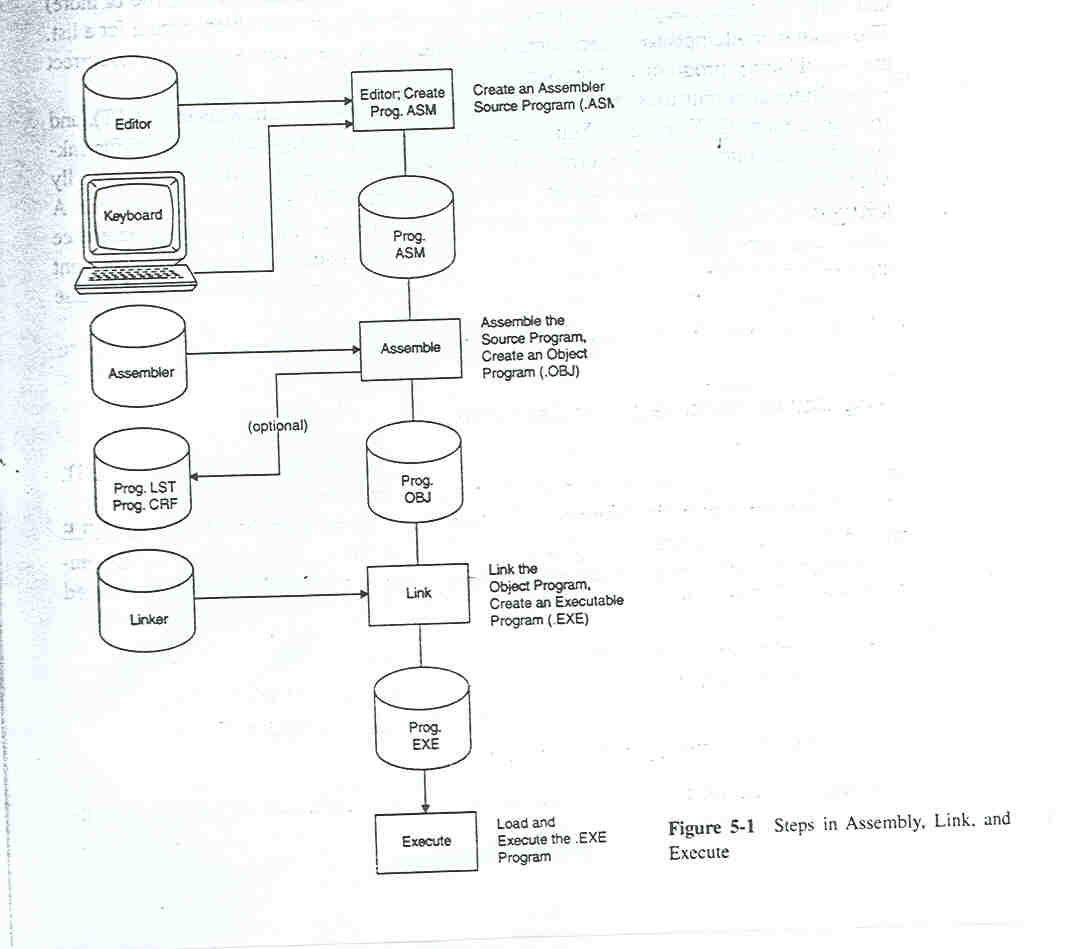 Editor
Editor; Create
Prog. ASM
Create an Assembler
Source Program (.ASM
Keyboard
Prog.
ASM
Assembler
Assemble
Assemble the
Source Program,
Create an Object
Program (.OBJ)
(optional)
Prog. LST
Prog. CRF
Prog.
OBJ
Linker
Link
Link the
Object Program,
Create an Executable
Program (.EXE)
Prog.
EXE
Execute
Load and
Execute the .EXE
Program
Figure 5-1 Steps in Assembly, Link, and
Execute